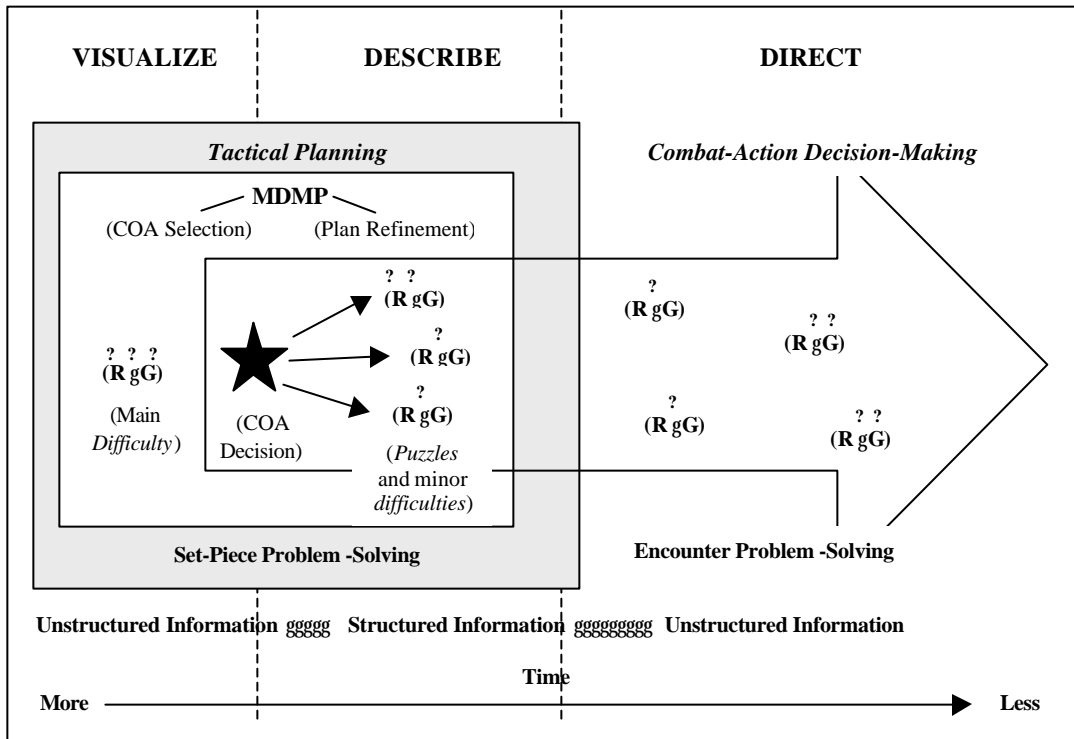 VISUALIZE DESCRIBE DIRECT
Tactical Planning Combat-Action Decision-Making
MDMP
(COA Selection) (Plan Refinement)
? ?
(R gG)
?
(R gG)
? ?
(R gG)
?
(R gG)
? ? ?
(R gG)
?
(R gG)
(Main
Difficulty)
(COA
Decision)
(Puzzles
and minor
difficulties)
?
(R gG)
? ?
(R gG)
Set-Piece Problem -Solving Encounter Problem -Solving
Unstructured Information ggggg Structured Information ggggggggg Unstructured Information
Time
More Less